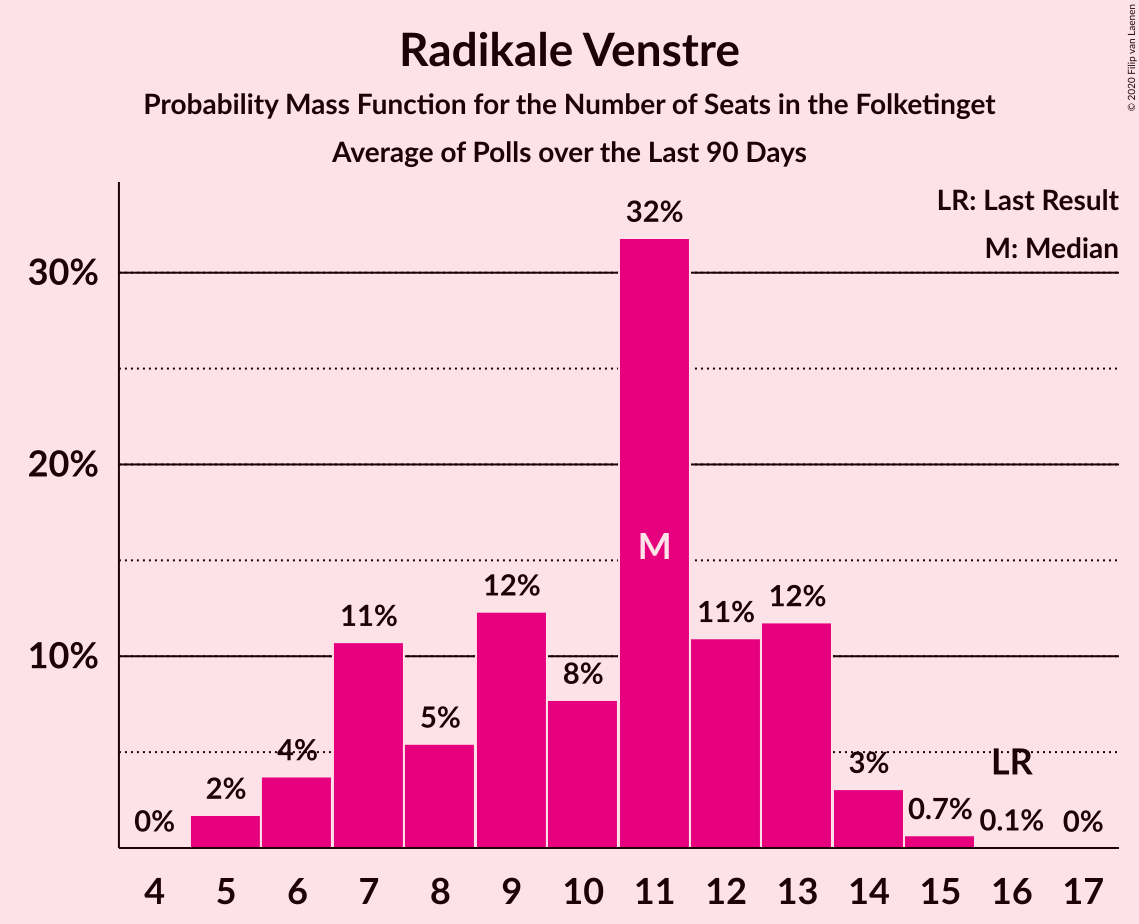 Radikale Venstre
Probability Mass Function for the Number of Seats in the Folketinget
Average of Polls over the Last 90 Days
© 2020 Filip van Laenen
LR: Last Result
M: Median
30%
20%
10%
0%
2%
4%
11%
5%
12%
8%
32%
M
11%
12%
3%
0.7%
LR
0.1%
0%
4 5 6 7 8 9 10 11 12 13 14 15 16 17